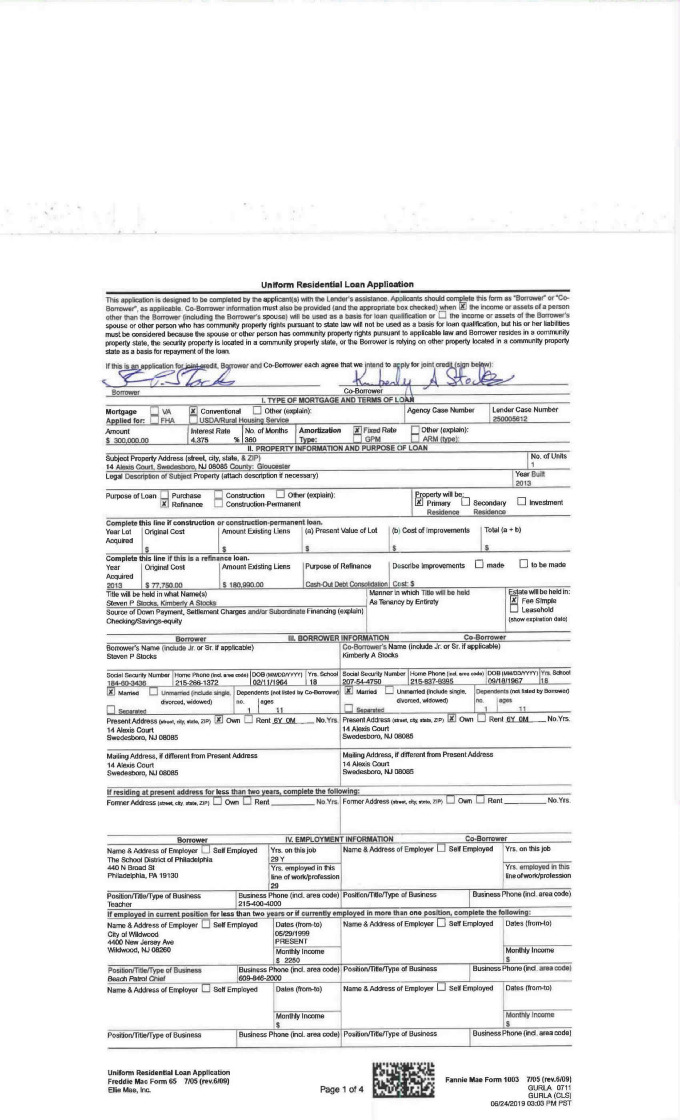 Uniform Residential Loan Application
This application is designed to be completed by the applicant(s) with the Lender's assistance. Applicants should complete this form as "Borrower" or "Co-
Borrower", as applicable. Co-Borrower information must also be provided (and the appropriate box checked) when ☒ the income or assets of a person
other than the Borrower (including the Borrower's spouse) will be used as a basis for loan qualification or ☐ the income or assets of the Borrower's
spouse or other person who has community property rights pursuant to state law will not be used as a basis for loan qualification, but his or her liabilities
must be considered because the spouse or other person has community property rights pursuant to applicable law and Borrower resides in a community
property state, the security property is located in a community property state, or the Borrower is relying on other property located in a community property
state as a basis for repayment of the loan.
If this is an application for joint credit, Borrower and Co-Borrower each agree that we intend to apply for joint credit (sign below):
Stocks Kimberly A Stocks
Borrower Co-Borrower
I. TYPE OF MORTGAGE AND TERMS OF LOAN
Mortgage ☐ VA ☒ Conventional ☐ Other (explain): Agency Case Number Lender Case Number
Applied for: ☐ FHA ☐ USDA/Rural Housing Service 250005612
Amount Interest Rate No. of Months Amortization ☒ Fixed Rate ☐ Other (explain):
$ 300,000.00 4.375 % 360 Type: ☐ GPM ☐ ARM (type):
II. PROPERTY INFORMATION AND PURPOSE OF LOAN
Subject Property Address (street, city, state, & ZIP) No. of Units
14 Alexis Court, Swedesboro, NJ 08085 County: Gloucester 1
Legal Description of Subject Property (attach description if necessary) Year Built
2013
Purpose of Loan ☐ Purchase ☐ Construction ☐ Other (explain): Property will be:
☒ Refinance ☐ Construction-Permanent ☒ Primary Residence ☐ Secondary Residence ☐ Investment
Complete this line if construction or construction-permanent loan.
Year Lot Acquired Original Cost Amount Existing Liens (a) Present Value of Lot (b) Cost of Improvements Total (a + b)
$ $ $ $ $
Complete this line if this is a refinance loan.
Year Acquired Original Cost Amount Existing Liens Purpose of Refinance Describe Improvements ☐ made ☐ to be made
2013 $ 77,750.00 $ 180,990.00 Cash-Out Debt Consolidation Cost: $
Title will be held in what Name(s) Manner in which Title will be held Estate will be held in:
Steven P Stocks, Kimberly A Stocks As Tenancy by Entirety ☒ Fee Simple
Source of Down Payment, Settlement Charges and/or Subordinate Financing (explain) ☐ Leasehold
Checking/Savings-equity (show expiration date)
Borrower III. BORROWER INFORMATION Co-Borrower
Borrower's Name (include Jr. or Sr. if applicable) Co-Borrower's Name (include Jr. or Sr. if applicable)
Steven P Stocks Kimberly A Stocks
Social Security Number Home Phone (incl. area code) DOB (MM/DD/YYYY) Yrs. School Social Security Number Home Phone (incl. area code) DOB (MM/DD/YYYY) Yrs. School
184-60-3436 215-266-1372 02/11/1964 18 207-54-4750 215-837-9395 09/18/1967 18
☒ Married ☐ Unmarried (include single, divorced, widowed) Dependents (not listed by Co-Borrower) ☒ Married ☐ Unmarried (include single, divorced, widowed) Dependents (not listed by Borrower)
☐ Separated no. 1 ages 11 ☐ Separated no. 1 ages 11
Present Address (street, city, state, ZIP) ☒ Own ☐ Rent 6Y 0M No.Yrs. Present Address (street, city, state, ZIP) ☒ Own ☐ Rent 6Y 0M No.Yrs.
14 Alexis Court 14 Alexis Court
Swedesboro, NJ 08085 Swedesboro, NJ 08085
Mailing Address, if different from Present Address Mailing Address, if different from Present Address
14 Alexis Court 14 Alexis Court
Swedesboro, NJ 08085 Swedesboro, NJ 08085
If residing at present address for less than two years, complete the following:
Former Address (street, city, state, ZIP) ☐ Own ☐ Rent No.Yrs. Former Address (street, city, state, ZIP) ☐ Own ☐ Rent No.Yrs.
Borrower IV. EMPLOYMENT INFORMATION Co-Borrower
Name & Address of Employer ☐ Self Employed Yrs. on this job Name & Address of Employer ☐ Self Employed Yrs. on this job
The School District of Philadelphia 29 Y
440 N Broad St Yrs. employed in this line of work/profession Yrs. employed in this line of work/profession
Philadelphia, PA 19130 29
Position/Title/Type of Business Business Phone (incl. area code) Position/Title/Type of Business Business Phone (incl. area code)
Teacher 215-400-4000
If employed in current position for less than two years or if currently employed in more than one position, complete the following:
Name & Address of Employer ☐ Self Employed Dates (from-to) Name & Address of Employer ☐ Self Employed Dates (from-to)
City of Wildwood 05/29/1999
4400 New Jersey Ave PRESENT
Wildwood, NJ 08260 Monthly Income Monthly Income
$ 2250 $
Position/Title/Type of Business Business Phone (incl. area code) Position/Title/Type of Business Business Phone (incl. area code)
Beach Patrol Chief 609-846-2000
Name & Address of Employer ☐ Self Employed Dates (from-to) Name & Address of Employer ☐ Self Employed Dates (from-to)
Monthly Income Monthly Income
$ $
Position/Title/Type of Business Business Phone (incl. area code) Position/Title/Type of Business Business Phone (incl. area code)
Uniform Residential Loan Application
Freddie Mac Form 65 7/05 (rev.6/09) Fannie Mae Form 1003 7/05 (rev.6/09)
Ellie Mae, Inc. Page 1 of 4 GURLA 0711
GURLA (CLS)
06/24/2019 03:03 PM PST